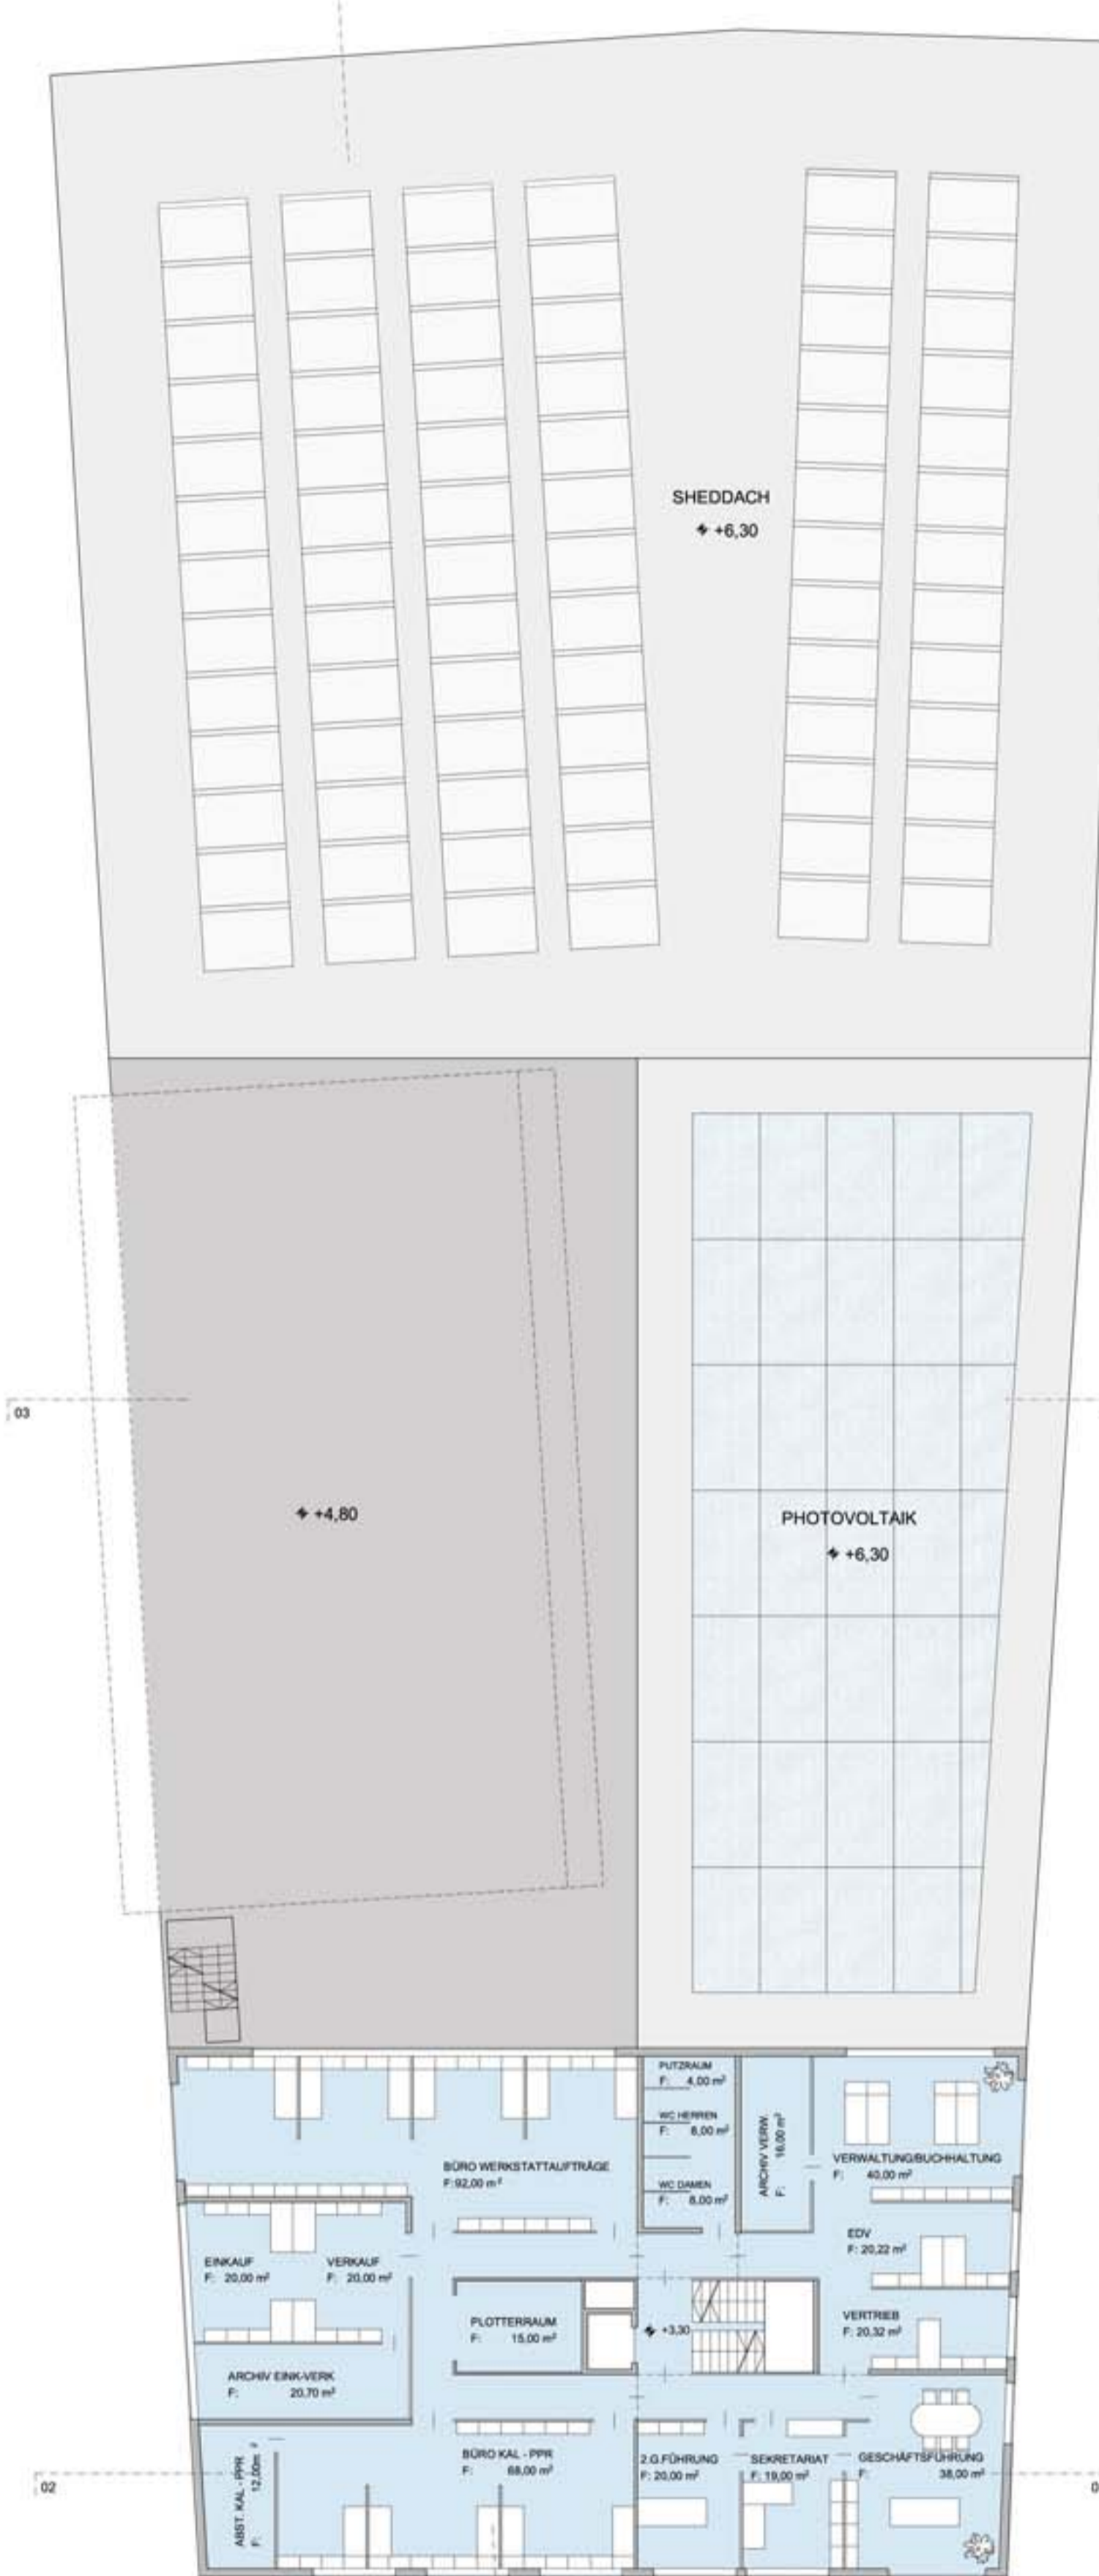 SHEDDACH
+6,30
03
+4,80
PHOTOVOLTAIK
+6,30
PUTZRAUM
F: 4,00 m²
WC HERREN
F: 8,00 m²
WC DAMEN
F: 8,00 m²
ARCHIV VERW.
F: 16,00 m²
VERWALTUNG/BUCHHALTUNG
F: 40,00 m²
BÜRO WERKSTATTAUFTRÄGE
F: 92,00 m²
EDV
F: 20,22 m²
EINKAUF
F: 20,00 m²
VERKAUF
F: 20,00 m²
PLOTTERRAUM
F: 15,00 m²
+3,30
VERTRIEB
F: 20,32 m²
ARCHIV EINK-VERK
F: 20,70 m²
ABST. KAL - PPR
F: 12,00m²
BÜRO KAL - PPR
F: 68,00 m²
2.G.FÜHRUNG
F: 20,00 m²
SEKRETARIAT
F: 19,00 m²
GESCHÄFTSFÜHRUNG
F: 38,00 m²
02